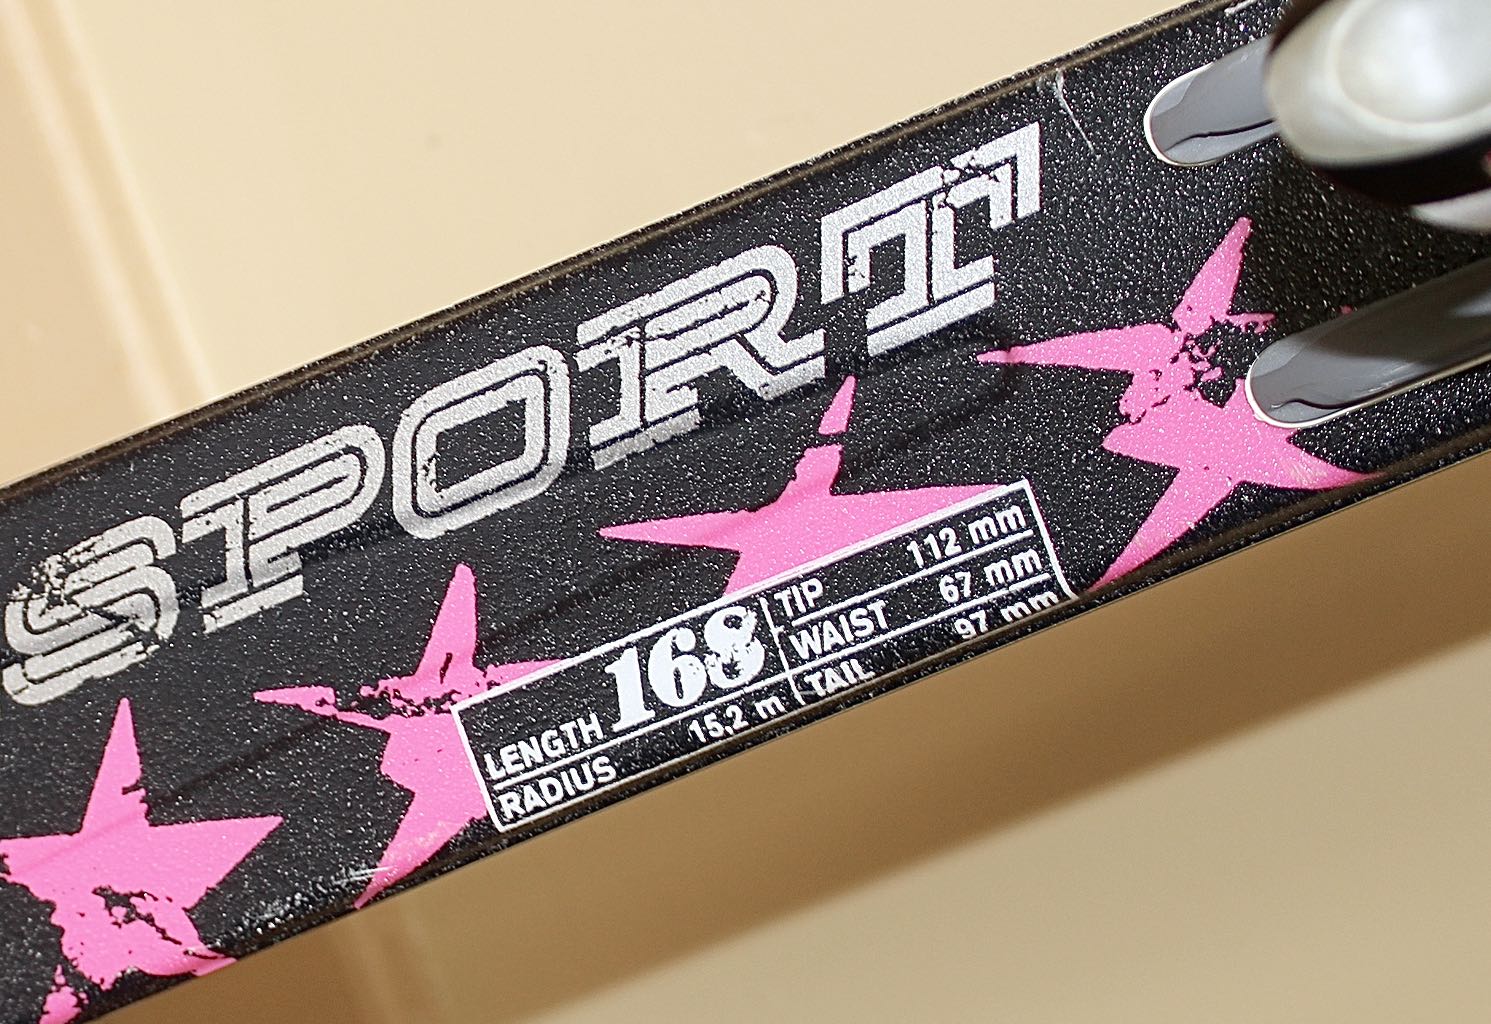 SPORT
LENGTH 168
RADIUS 15,2 m
TIP 112 mm
WAIST 67 mm
TAIL 97 mm